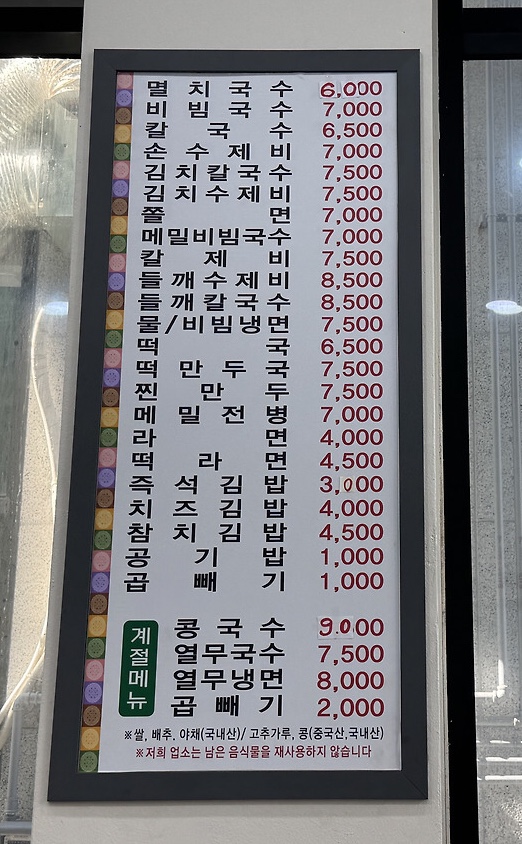 멸치국수 6,000
비빔국수 7,000
칼국수 6,500
손수제비 7,000
김치칼국수 7,500
김치수제비 7,500
쫄면 7,000
메밀비빔국수 7,000
칼제비 7,500
들깨수제비 8,500
들깨칼국수 8,500
물/비빔냉면 7,500
떡국 6,500
떡만두국 7,500
찐만두 7,500
메밀전병 7,000
라면 4,000
떡라면 4,500
즉석김밥 3,000
치즈김밥 4,000
참치김밥 4,500
공기밥 1,000
곱빼기 1,000
계절메뉴
콩국수 9.000
열무국수 7,500
열무냉면 8,000
곱빼기 2,000
※쌀, 배추, 야채(국내산)/ 고추가루, 콩(중국산,국내산)
※저희 업소는 남은 음식물을 재사용하지 않습니다